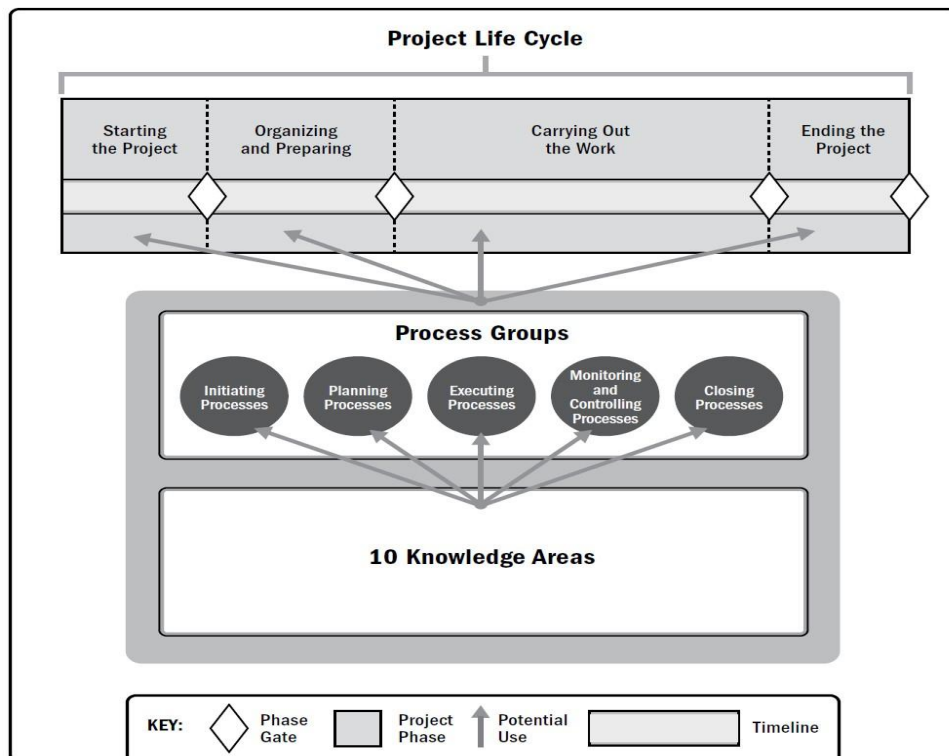 Project Life Cycle
Starting
the Project
Organizing
and Preparing
Carrying Out
the Work
Ending the
Project
Process Groups
Initiating
Processes
Planning
Processes
Executing
Processes
Monitoring
and
Controlling
Processes
Closing
Processes
10 Knowledge Areas
KEY:
Phase
Gate
Project
Phase
Potential
Use
Timeline